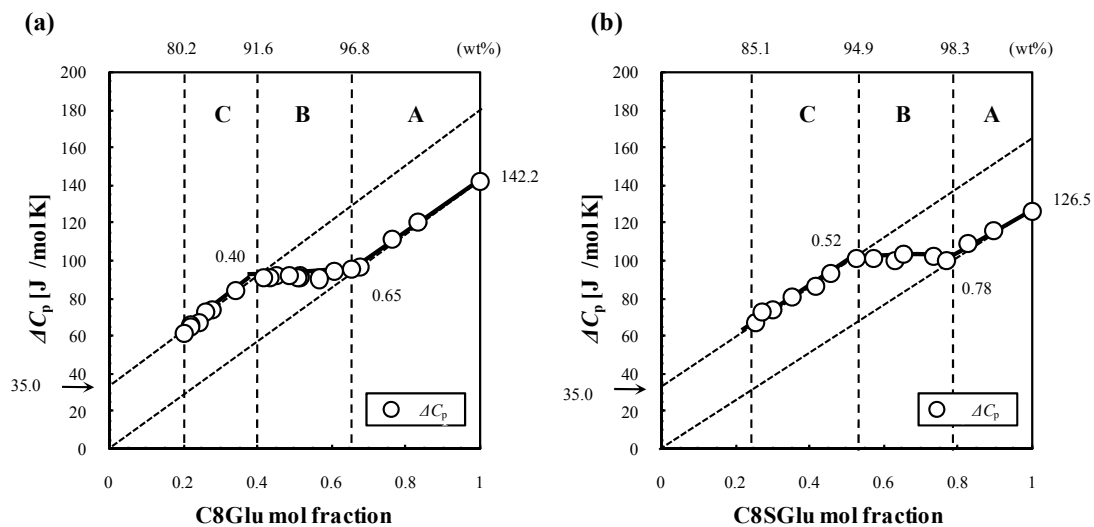 (a)
80.2 91.6 96.8 (wt%)
200
180
160
140
120
100
80
60
40
20
0
ΔCp [J /mol K]
35.0
C B A
142.2
0.40
0.65
ΔCp
0 0.2 0.4 0.6 0.8 1
C8Glu mol fraction
(b)
85.1 94.9 98.3 (wt%)
200
180
160
140
120
100
80
60
40
20
0
ΔCp [J /mol K]
35.0
C B A
126.5
0.52
0.78
ΔCp
0 0.2 0.4 0.6 0.8 1
C8SGlu mol fraction